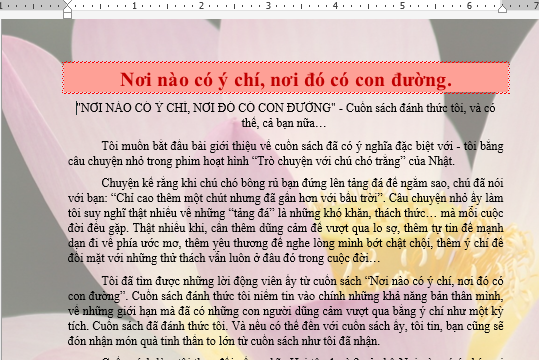 1 2 3 4 5 6 7
Nơi nào có ý chí, nơi đó có con đường.
"NƠI NÀO CÓ Ý CHÍ, NƠI ĐÓ CÓ CON ĐƯỜNG" - Cuốn sách đánh thức tôi, và có
thể, cả bạn nữa…
Tôi muốn bắt đầu bài giới thiệu về cuốn sách đã có ý nghĩa đặc biệt với - tôi bằng
câu chuyện nhỏ trong phim hoạt hình “Trò chuyện với chú chó trắng” của Nhật.
Chuyện kể rằng khi chú chó bông rủ bạn đứng lên tảng đá để ngắm sao, chú đã nói
với bạn: “Chỉ cao thêm một chút nhưng đã gần hơn với bầu trời”. Câu chuyện nhỏ ấy làm
tôi suy nghĩ thật nhiều về những “tảng đá” là những khó khăn, thách thức… mà mỗi cuộc
đời đều gặp. Thật nhiều khi, cần thêm dũng cảm để vượt qua lo sợ, thêm tự tin để mạnh
dạn đi về phía ước mơ, thêm yêu thương để nghe lòng mình bớt chật chội, thêm ý chí để
đối mặt với những thử thách vẫn luôn ở đâu đó trong cuộc đời…
Tôi đã tìm được những lời động viên ấy từ cuốn sách “Nơi nào có ý chí, nơi đó có
con đường”. Cuốn sách đánh thức tôi niềm tin vào chính những khả năng bản thân mình,
về những giới hạn mà đã có những con người dũng cảm vượt qua bằng ý chí như một kỳ
tích. Cuốn sách đã đánh thức tôi. Và nếu có thể đến với cuốn sách ấy, tôi tin, bạn cũng sẽ
đón nhận món quà tinh thần to lớn từ cuốn sách như tôi đã nhận.